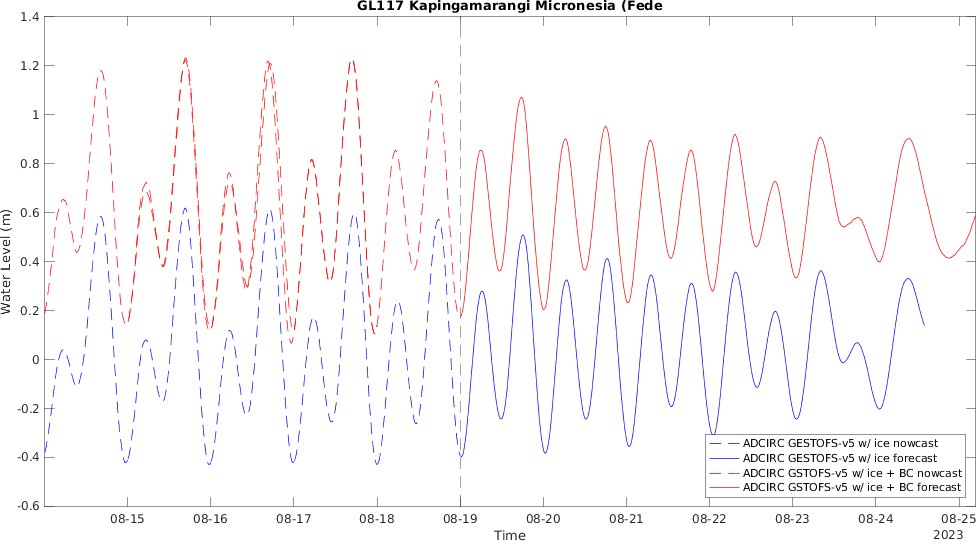 GL117 Kapingamarangi Micronesia (Fede
1.4
1.2
1
0.8
0.6
0.4
0.2
0
-0.2
-0.4
-0.6
Water Level (m)
ADCIRC GESTOFS-v5 w/ ice nowcast
ADCIRC GESTOFS-v5 w/ ice forecast
ADCIRC GSTOFS-v5 w/ ice + BC nowcast
ADCIRC GSTOFS-v5 w/ ice + BC forecast
08-15 08-16 08-17 08-18 08-19 08-20 08-21 08-22 08-23 08-24 08-25
Time
2023